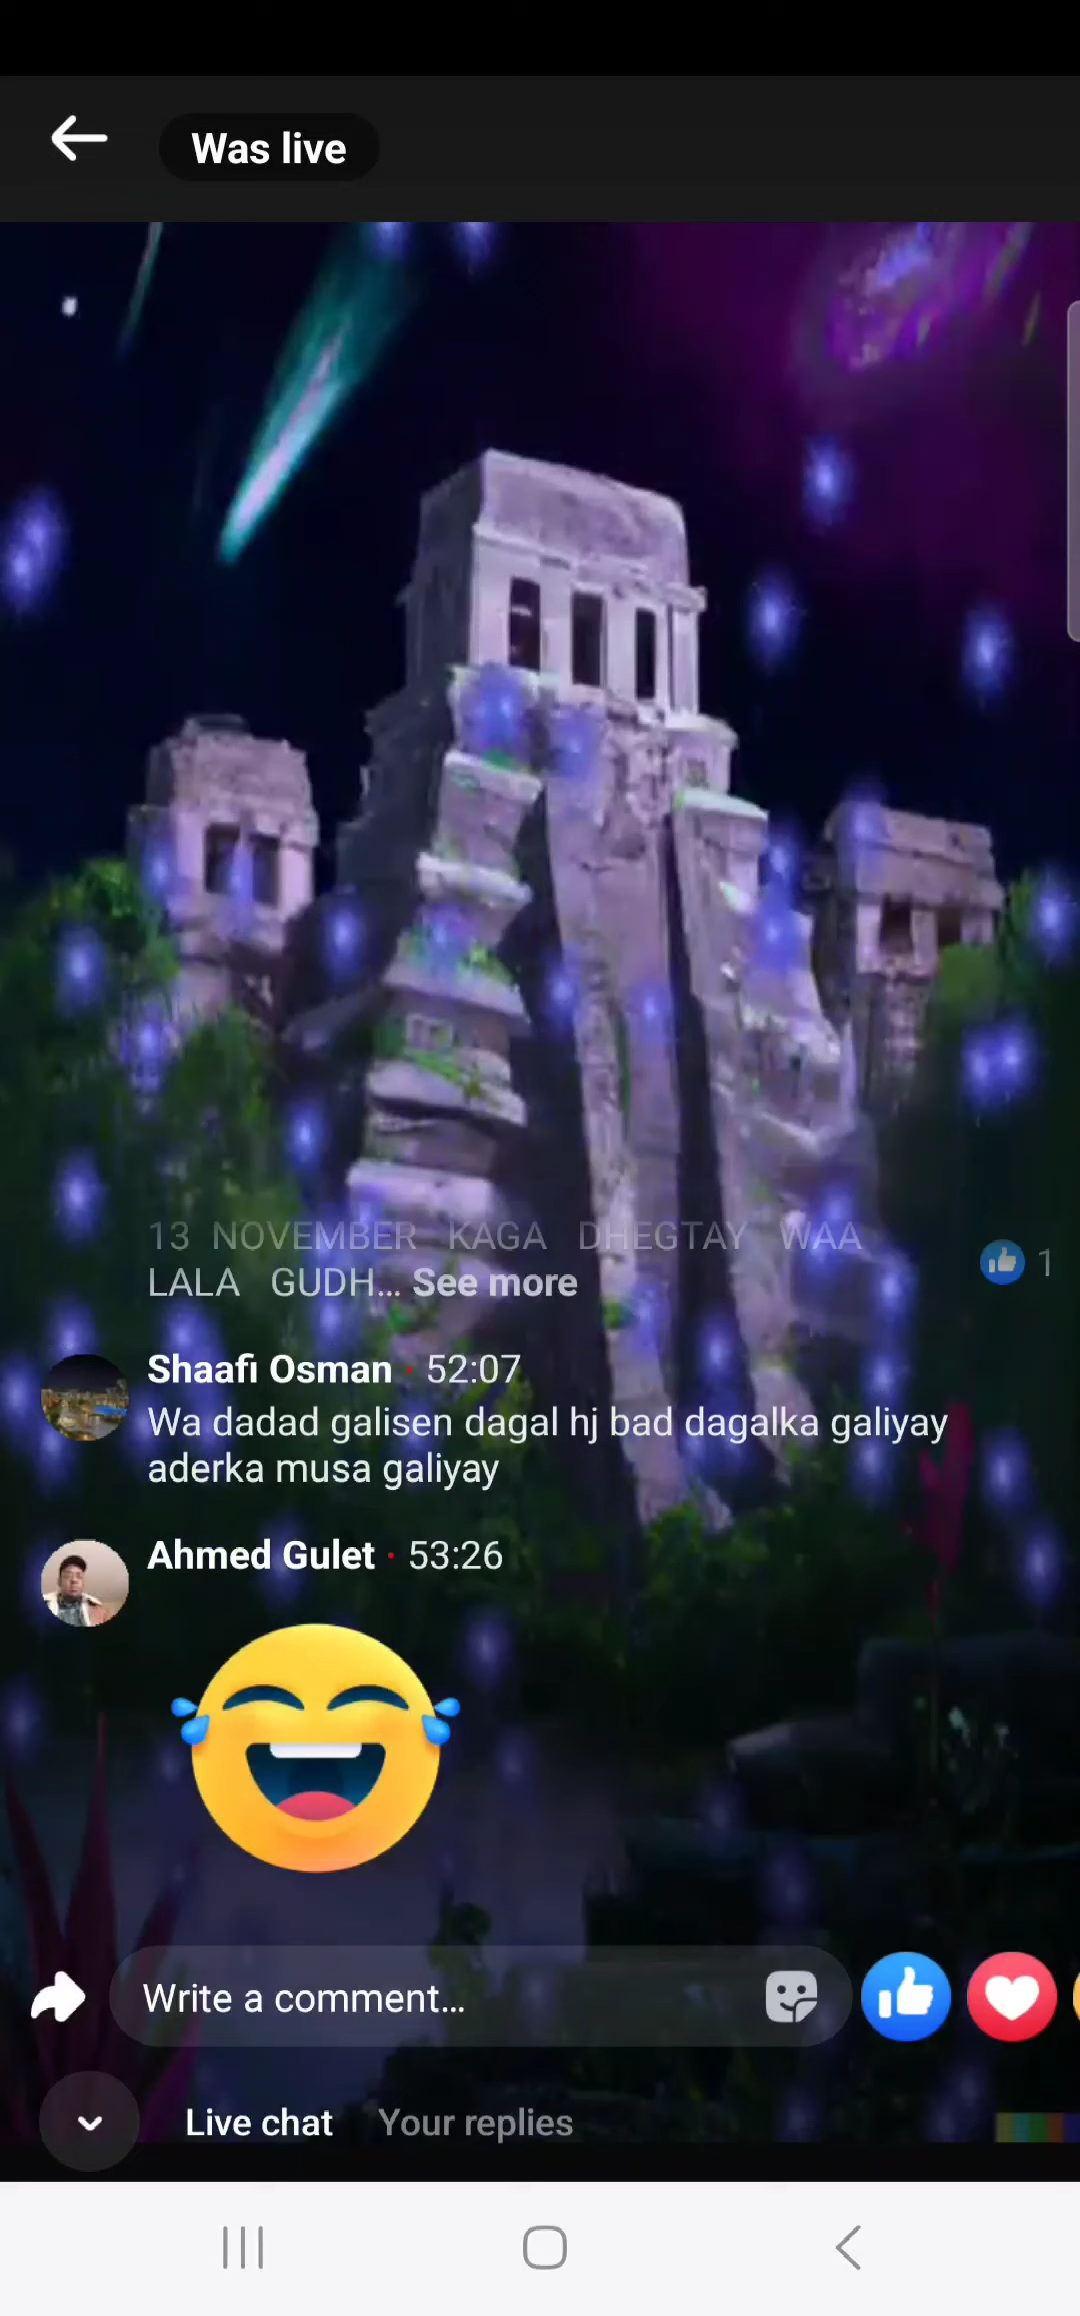 Was live
13 NOVEMBER KAGA DHEGTAY WAA
LALA GUDH... See more
1
Shaafi Osman · 52:07
Wa dadad galisen dagal hj bad dagalka galiyay
aderka musa galiyay
Ahmed Gulet · 53:26
Write a comment...
Live chat Your replies